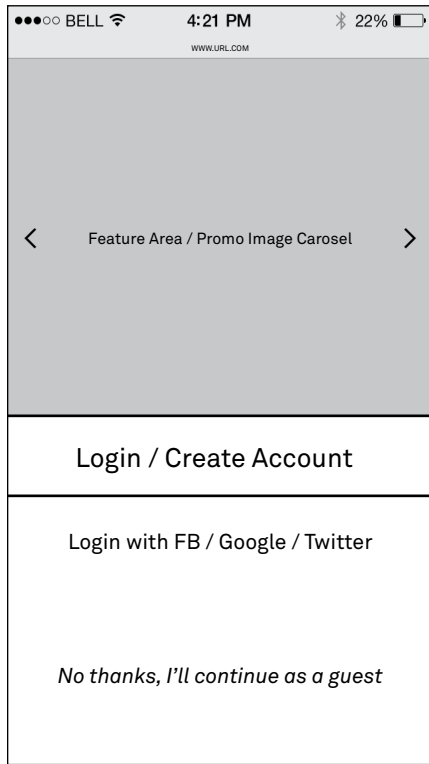 BELL 4:21 PM 22%
WWW.URL.COM
Feature Area / Promo Image Carosel
Login / Create Account
Login with FB / Google / Twitter
No thanks, I’ll continue as a guest